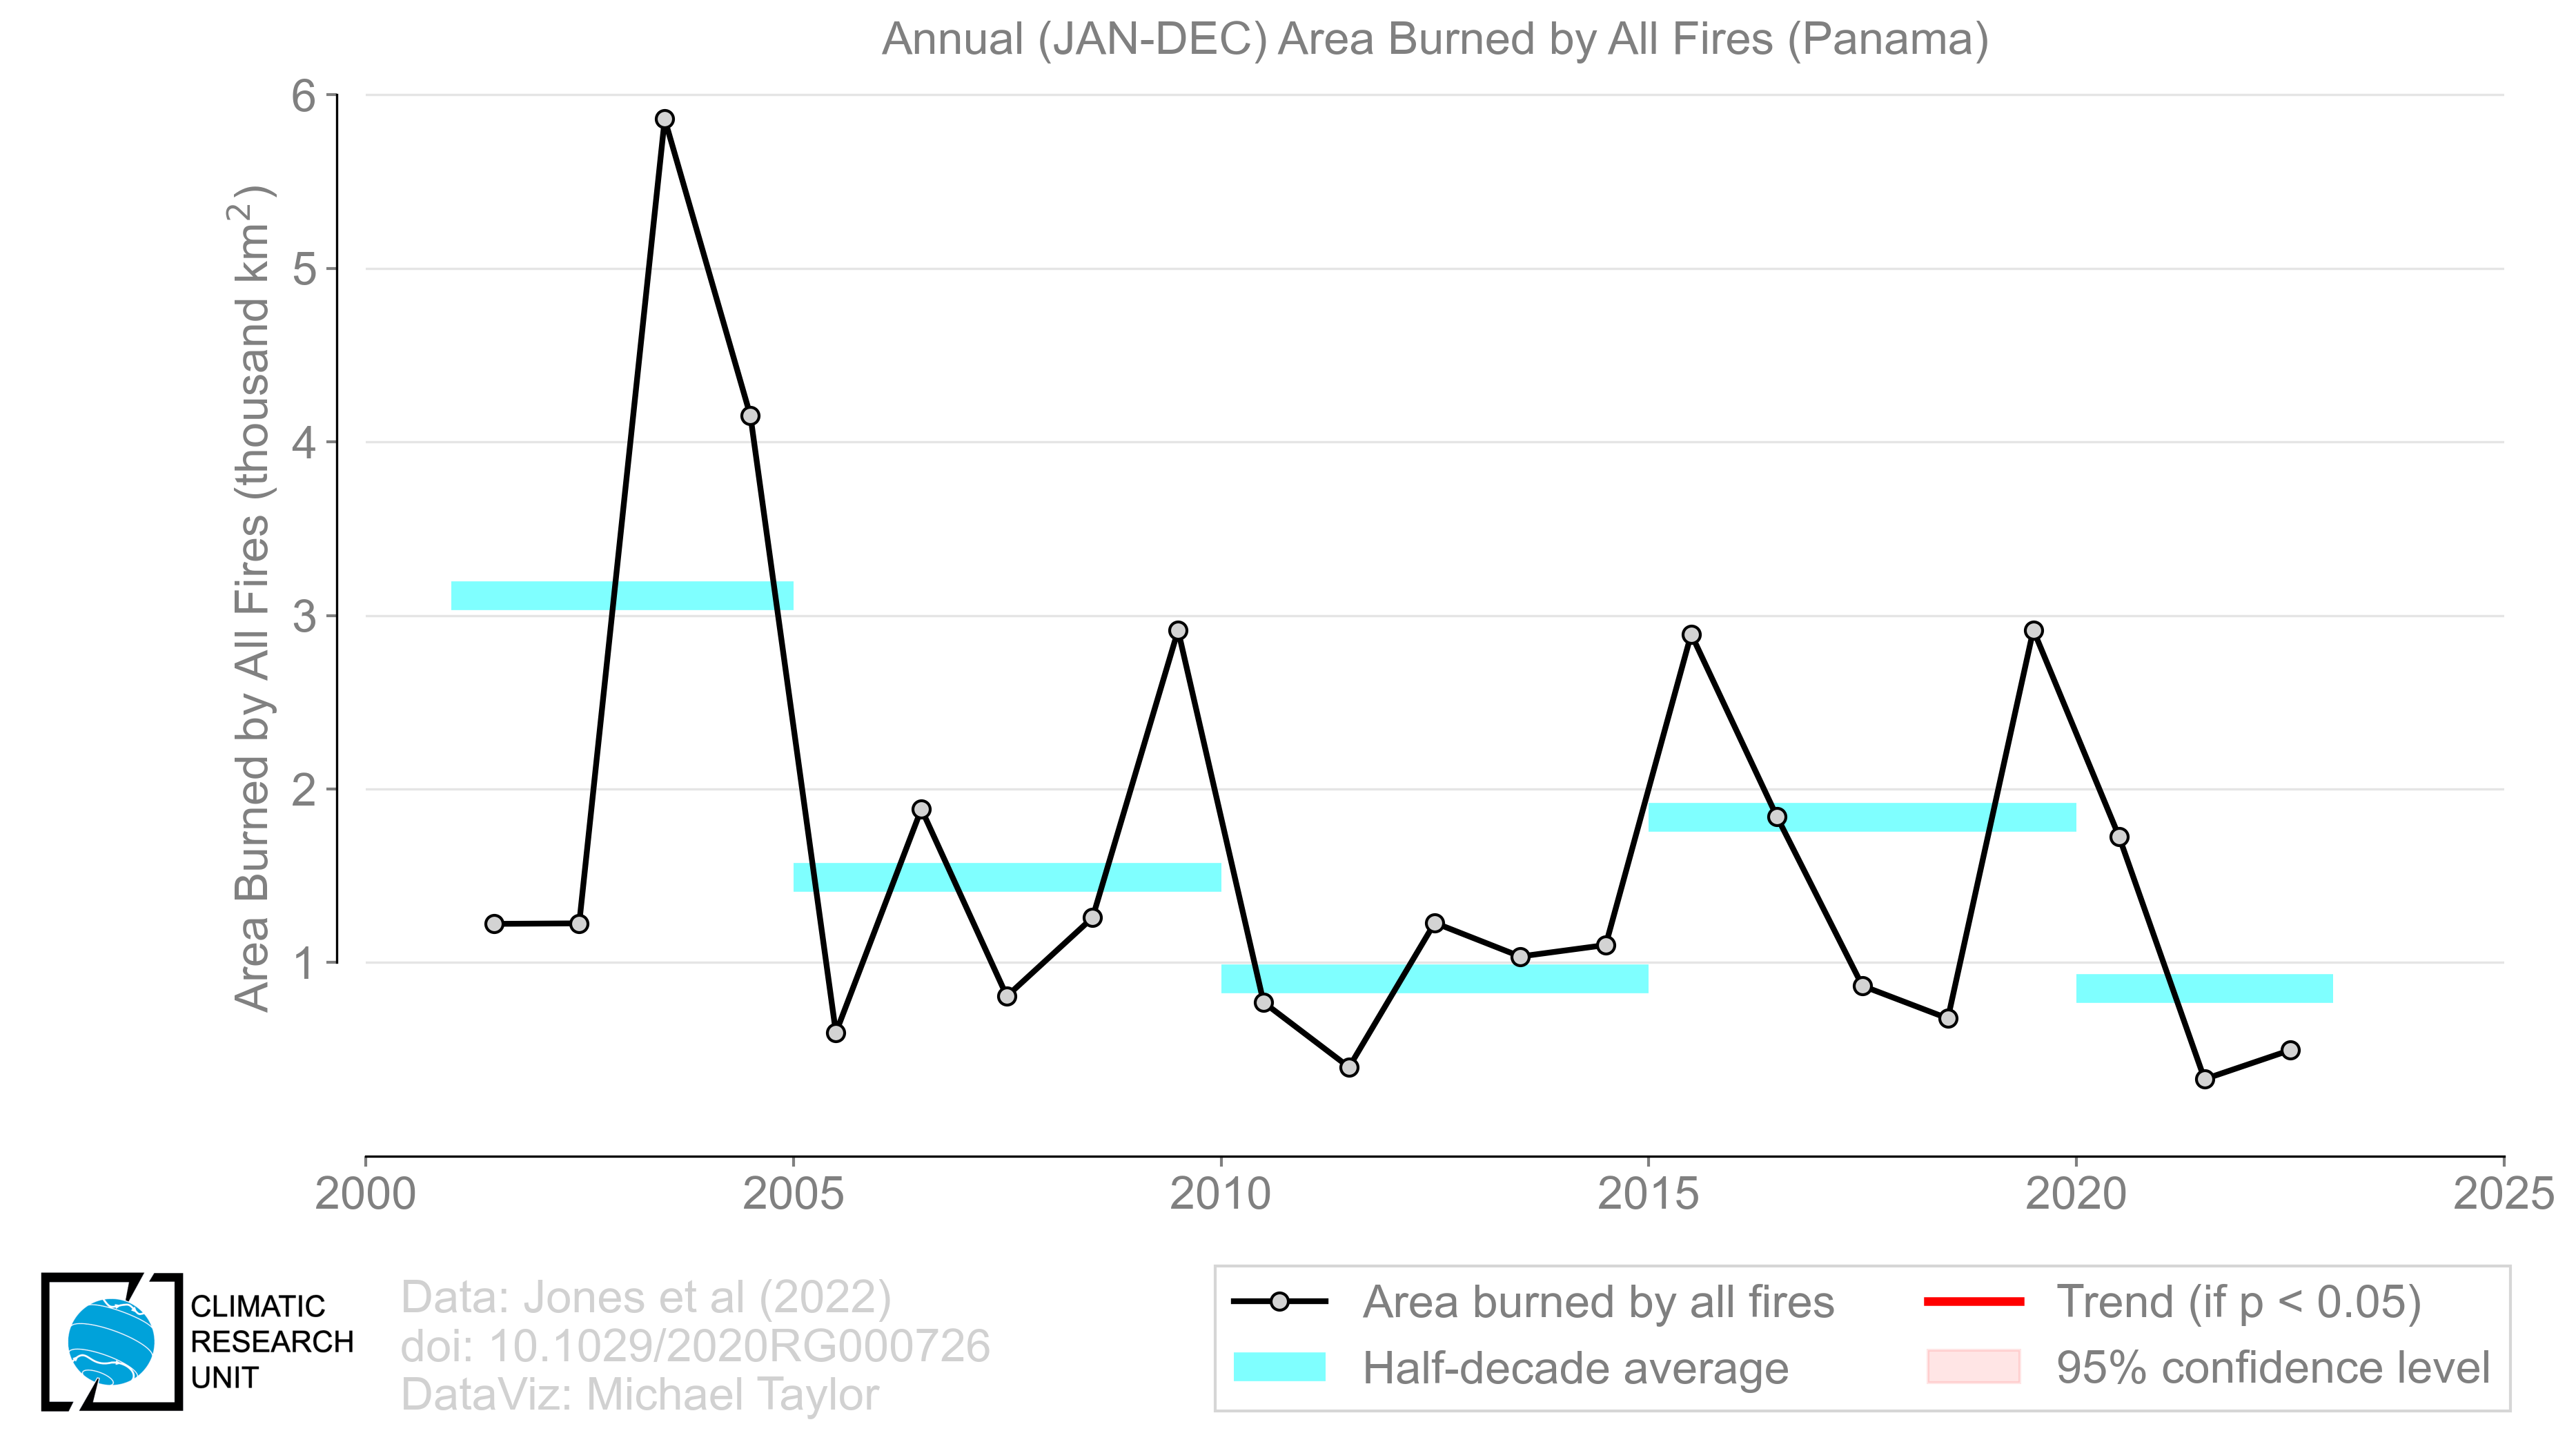 Annual (JAN-DEC) Area Burned by All Fires (Panama)
Area Burned by All Fires (thousand km²)
6
5
4
3
2
1
2000 2005 2010 2015 2020 2025
CLIMATIC
RESEARCH
UNIT
Data: Jones et al (2022)
doi: 10.1029/2020RG000726
DataViz: Michael Taylor
Area burned by all fires
Half-decade average
Trend (if p < 0.05)
95% confidence level